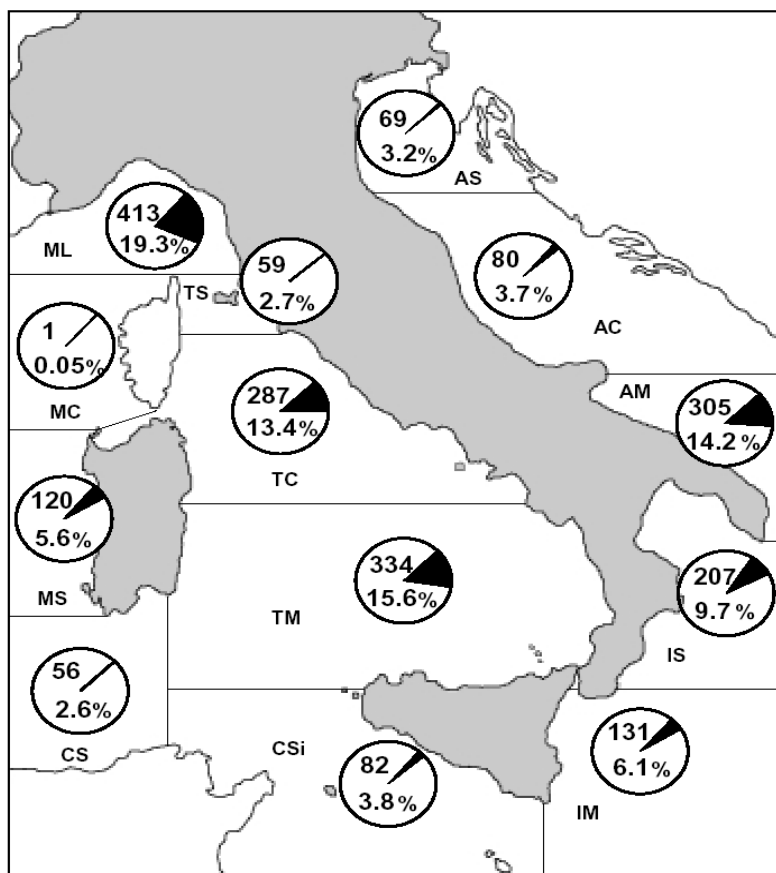 69
3.2%
AS
413
19.3%
ML
59
2.7%
TS
80
3.7%
AC
1
0.05%
MC
287
13.4%
TC
AM
305
14.2%
120
5.6%
MS
334
15.6%
TM
207
9.7%
IS
56
2.6%
CS
CSi
82
3.8%
131
6.1%
IM